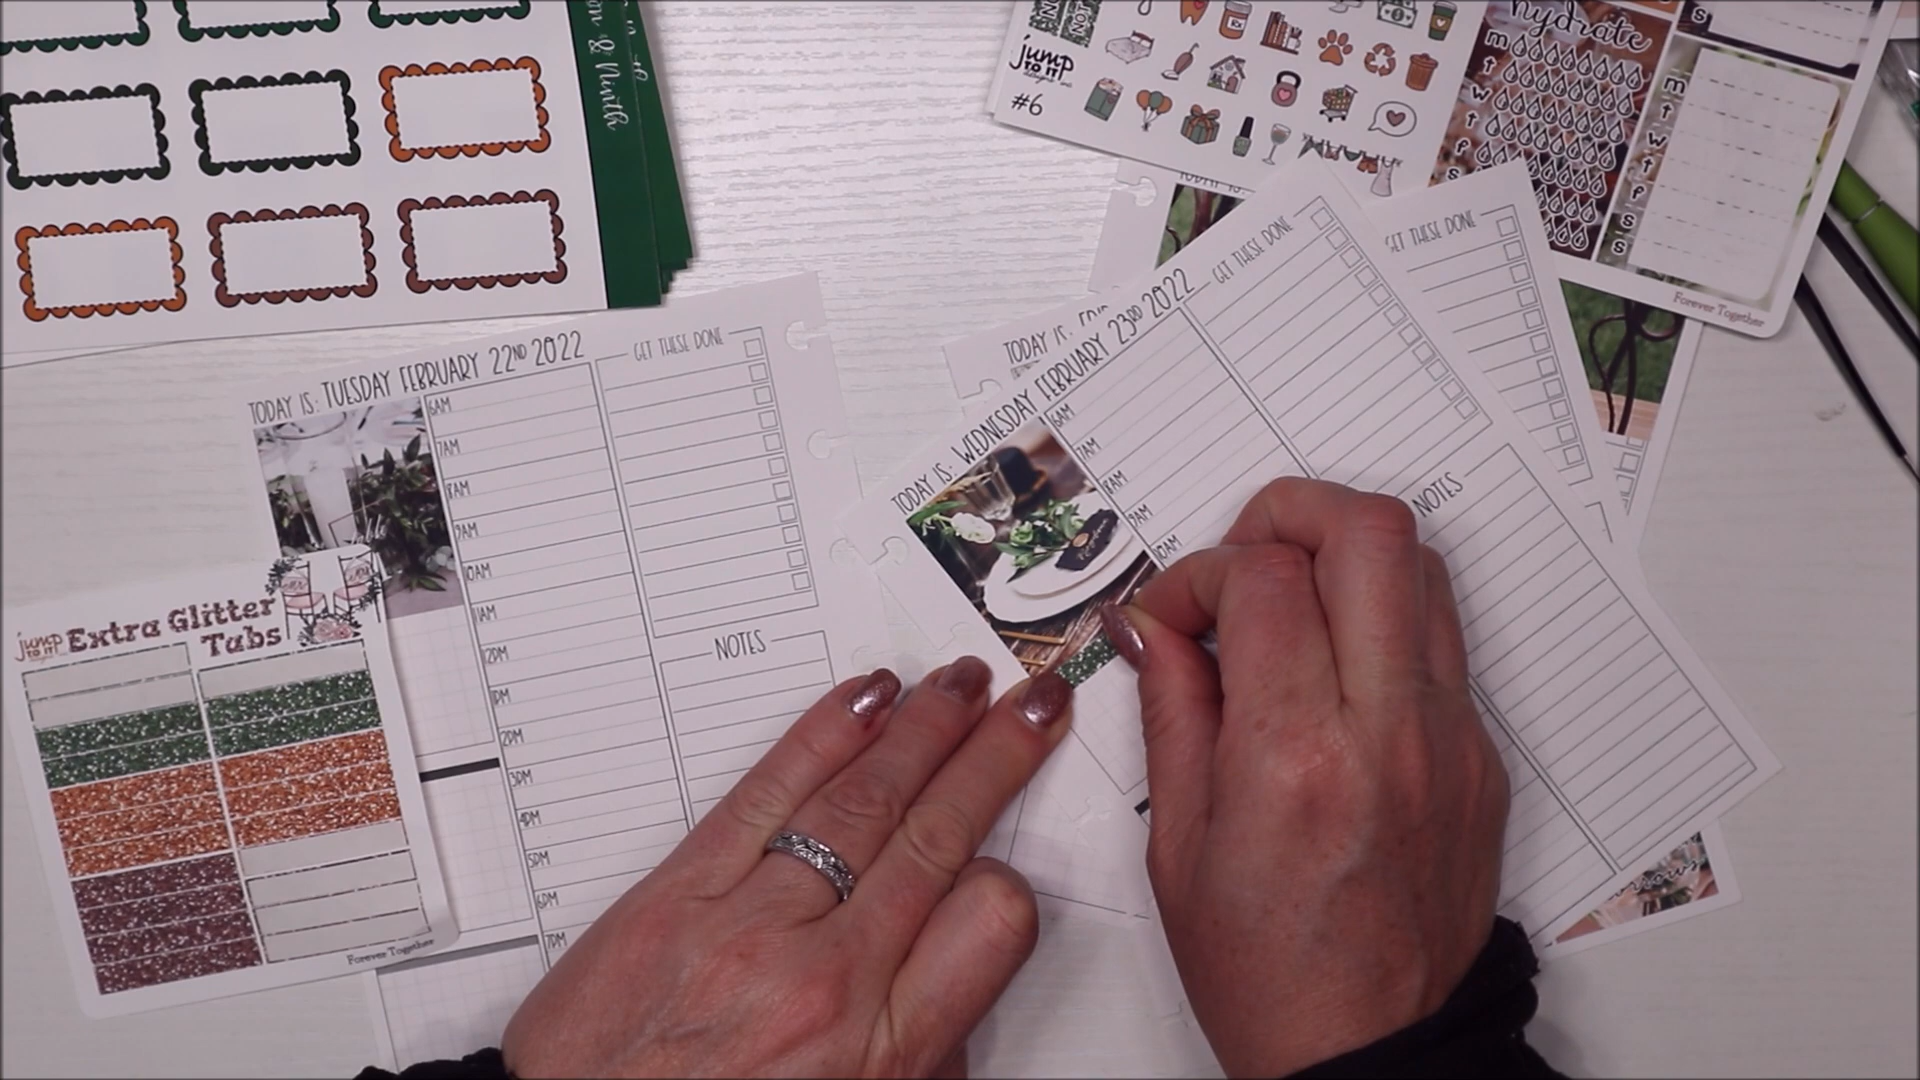 & Ninth
jump
TO IT
#6
hydrate
m
t
w
t
f
s
s
m
t
w
t
f
s
s
Forever Together
TODAY IS: TUESDAY FEBRUARY 22ND 2022
GET THESE DONE
6AM
7AM
8AM
9AM
10AM
11AM
12PM
1PM
2PM
3PM
4PM
5PM
6PM
7PM
NOTES
TODAY IS:
TODAY IS: WEDNESDAY FEBRUARY 23RD 2022
GET THESE DONE
6AM
7AM
8AM
9AM
10AM
NOTES
GET THESE DONE
jump
TO IT
Extra Glitter
Tabs
Forever Together